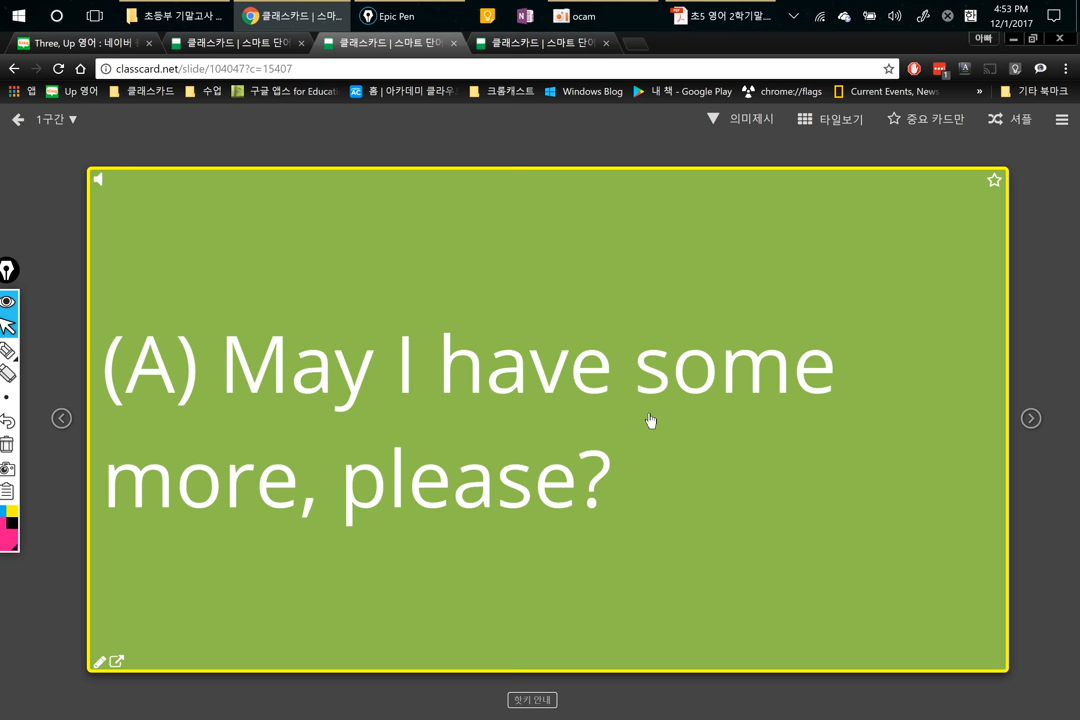 초등부 기말고사 ...
클래스카드 | 스마...
Epic Pen
ocam
초5 영어 2학기기말...
한
4:53 PM
12/1/2017
Three, Up 영어 : 네이버
클래스카드 | 스마트 단어
클래스카드 | 스마트 단어
클래스카드 | 스마트 단어
아빠
classcard.net/slide/104047?c=15407
앱
Up 영어
클래스카드
수업
구글 앱스 for Educati
홈 | 아카데미 클라우
크롬캐스트
Windows Blog
내 책 - Google Play
chrome://flags
Current Events, News
»
기타 북마크
1구간 ▼
의미제시
타일보기
중요 카드만
셔플
(A) May I have some
more, please?
핫키 안내